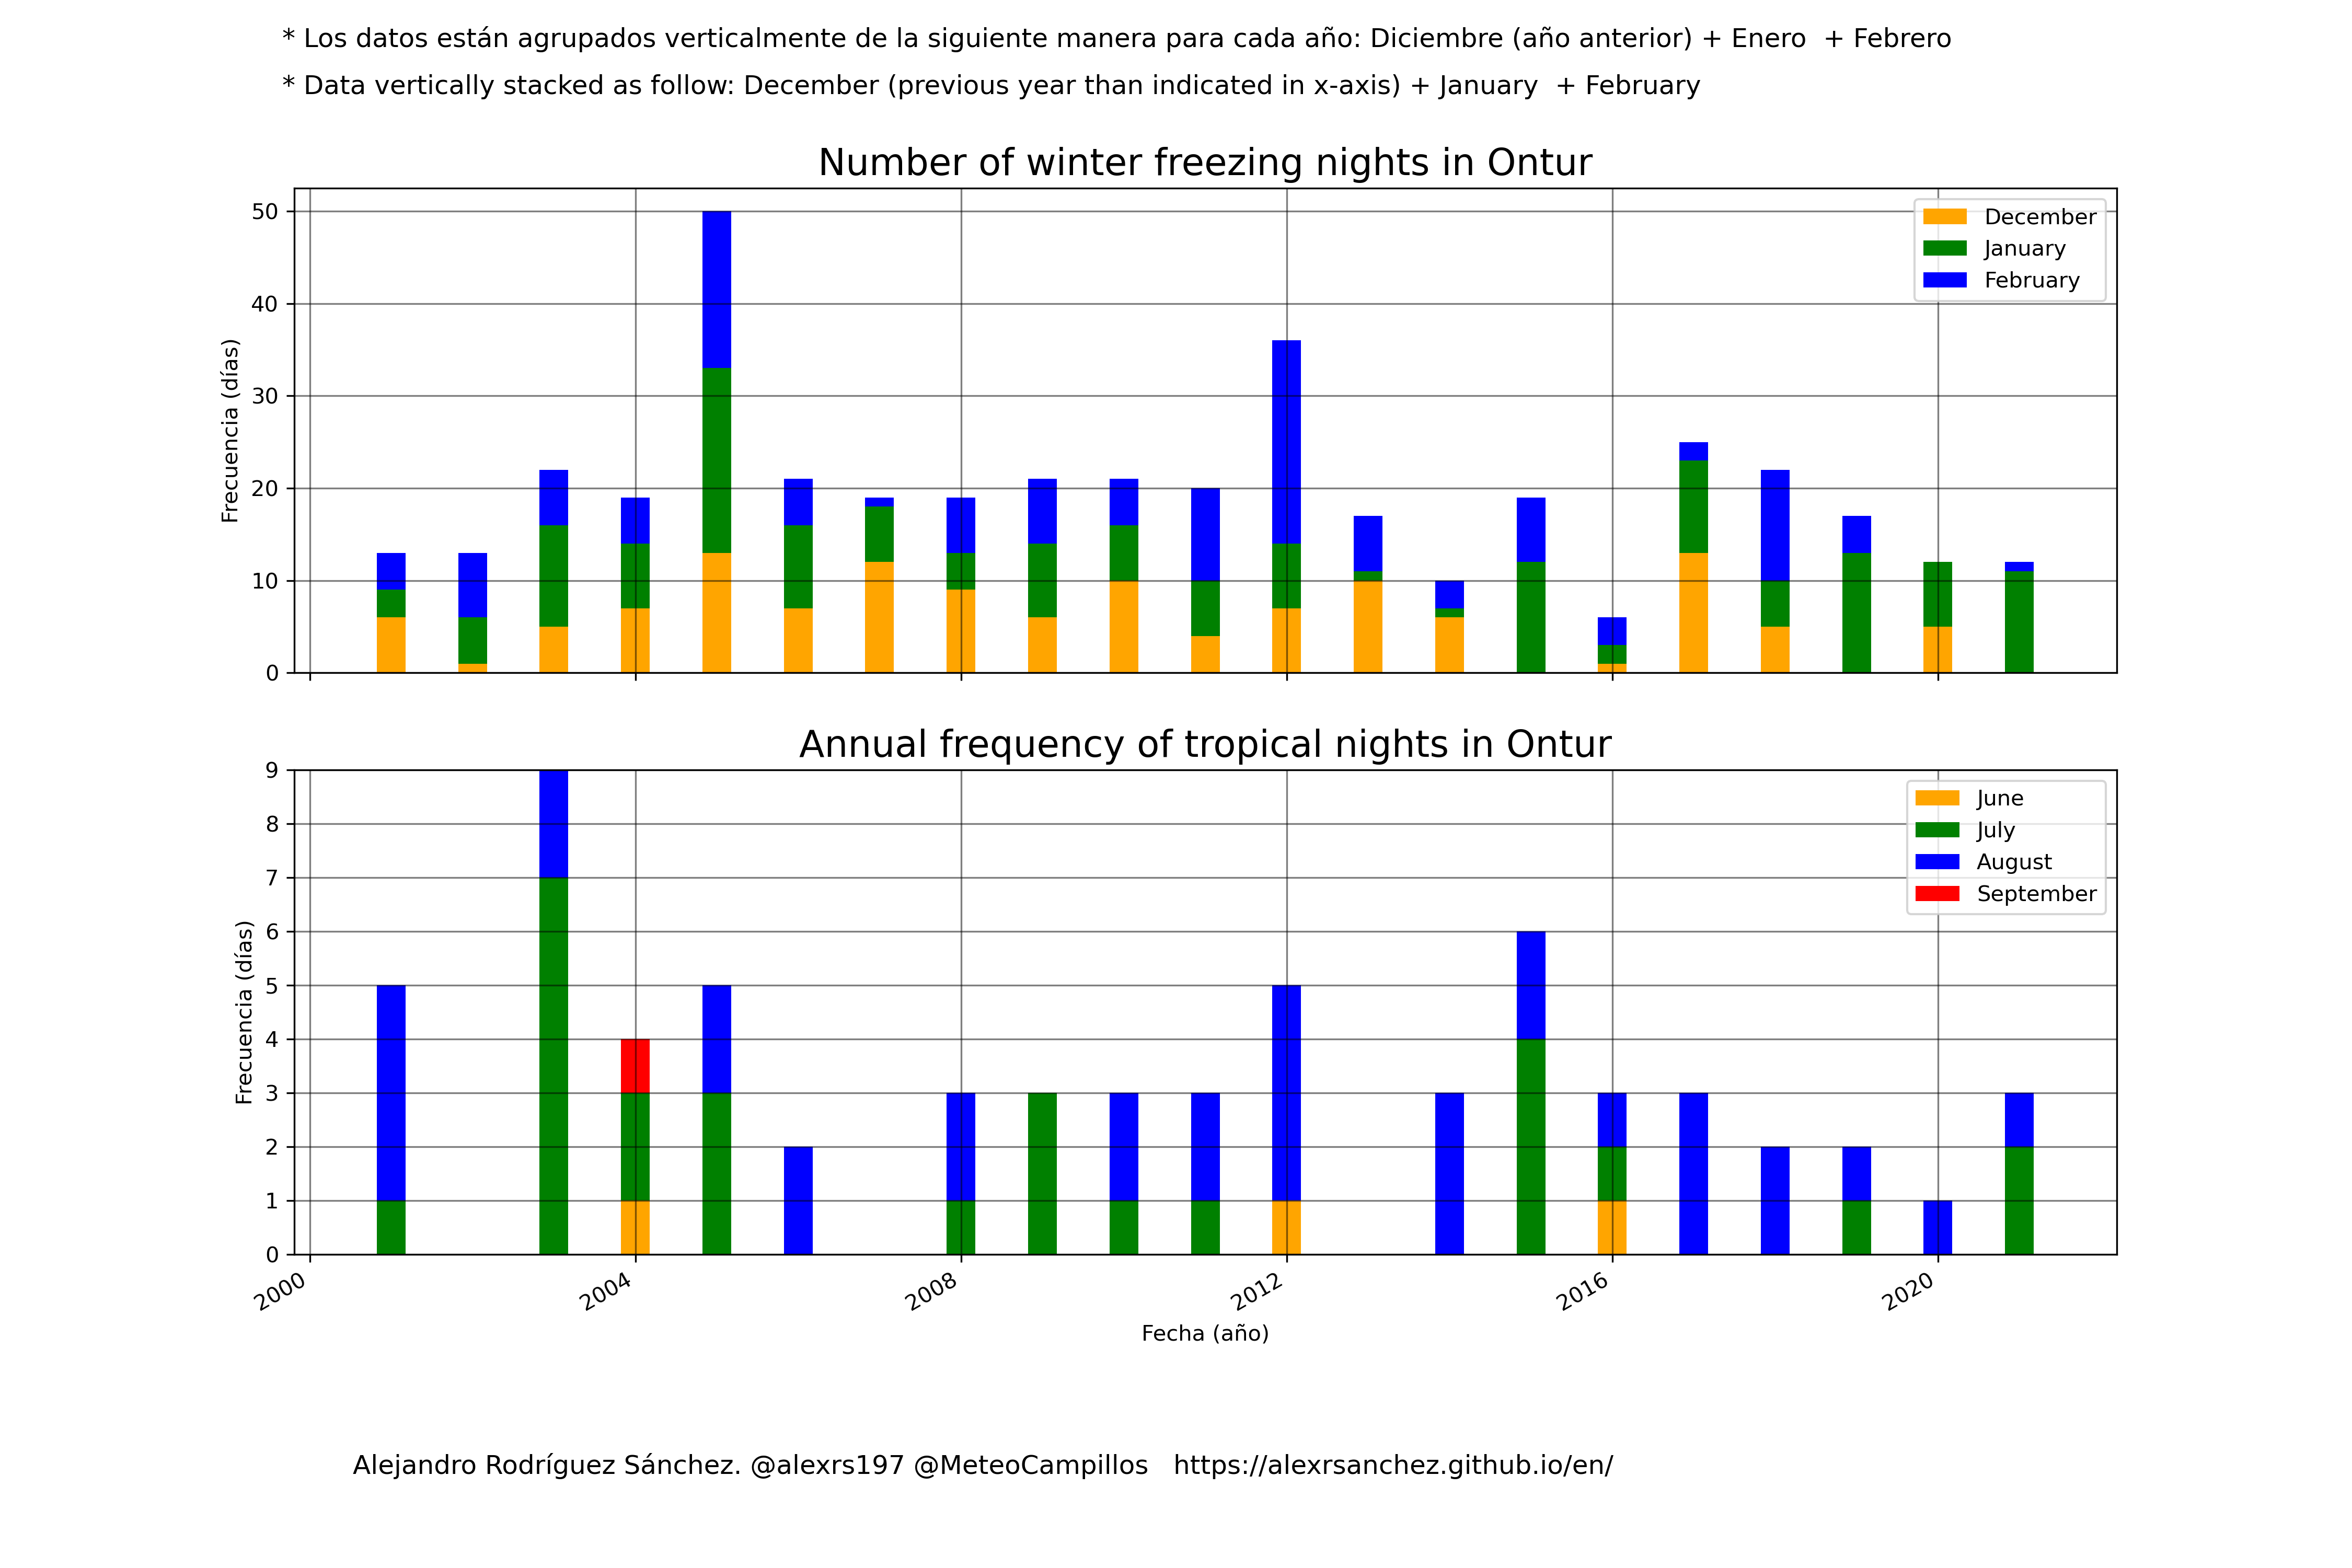 * Los datos están agrupados verticalmente de la siguiente manera para cada año: Diciembre (año anterior) + Enero  + Febrero
* Data vertically stacked as follow: December (previous year than indicated in x-axis) + January  + February
Number of winter freezing nights in Ontur
50
40
30
20
10
0
Frecuencia (días)
December
January
February
Annual frequency of tropical nights in Ontur
9
8
7
6
5
4
3
2
1
0
Frecuencia (días)
June
July
August
September
2000
2004
2008
2012
2016
2020
Fecha (año)
Alejandro Rodríguez Sánchez. @alexrs197 @MeteoCampillos   https://alexrsanchez.github.io/en/